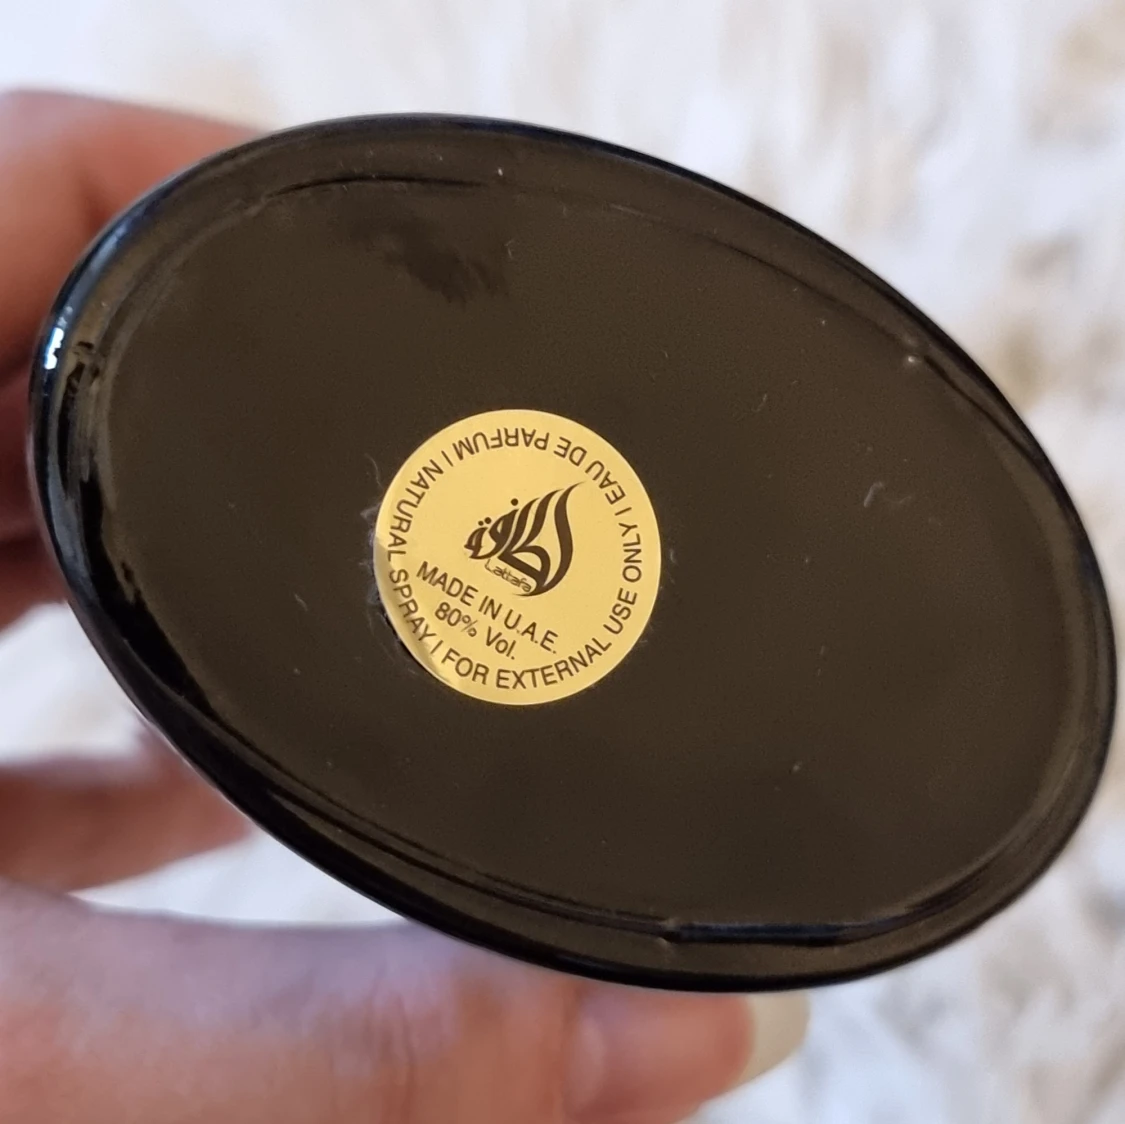 لطافة
Lattafa
MADE IN U.A.E.
80% Vol.
NATURAL SPRAY | FOR EXTERNAL USE ONLY | EAU DE PARFUM |